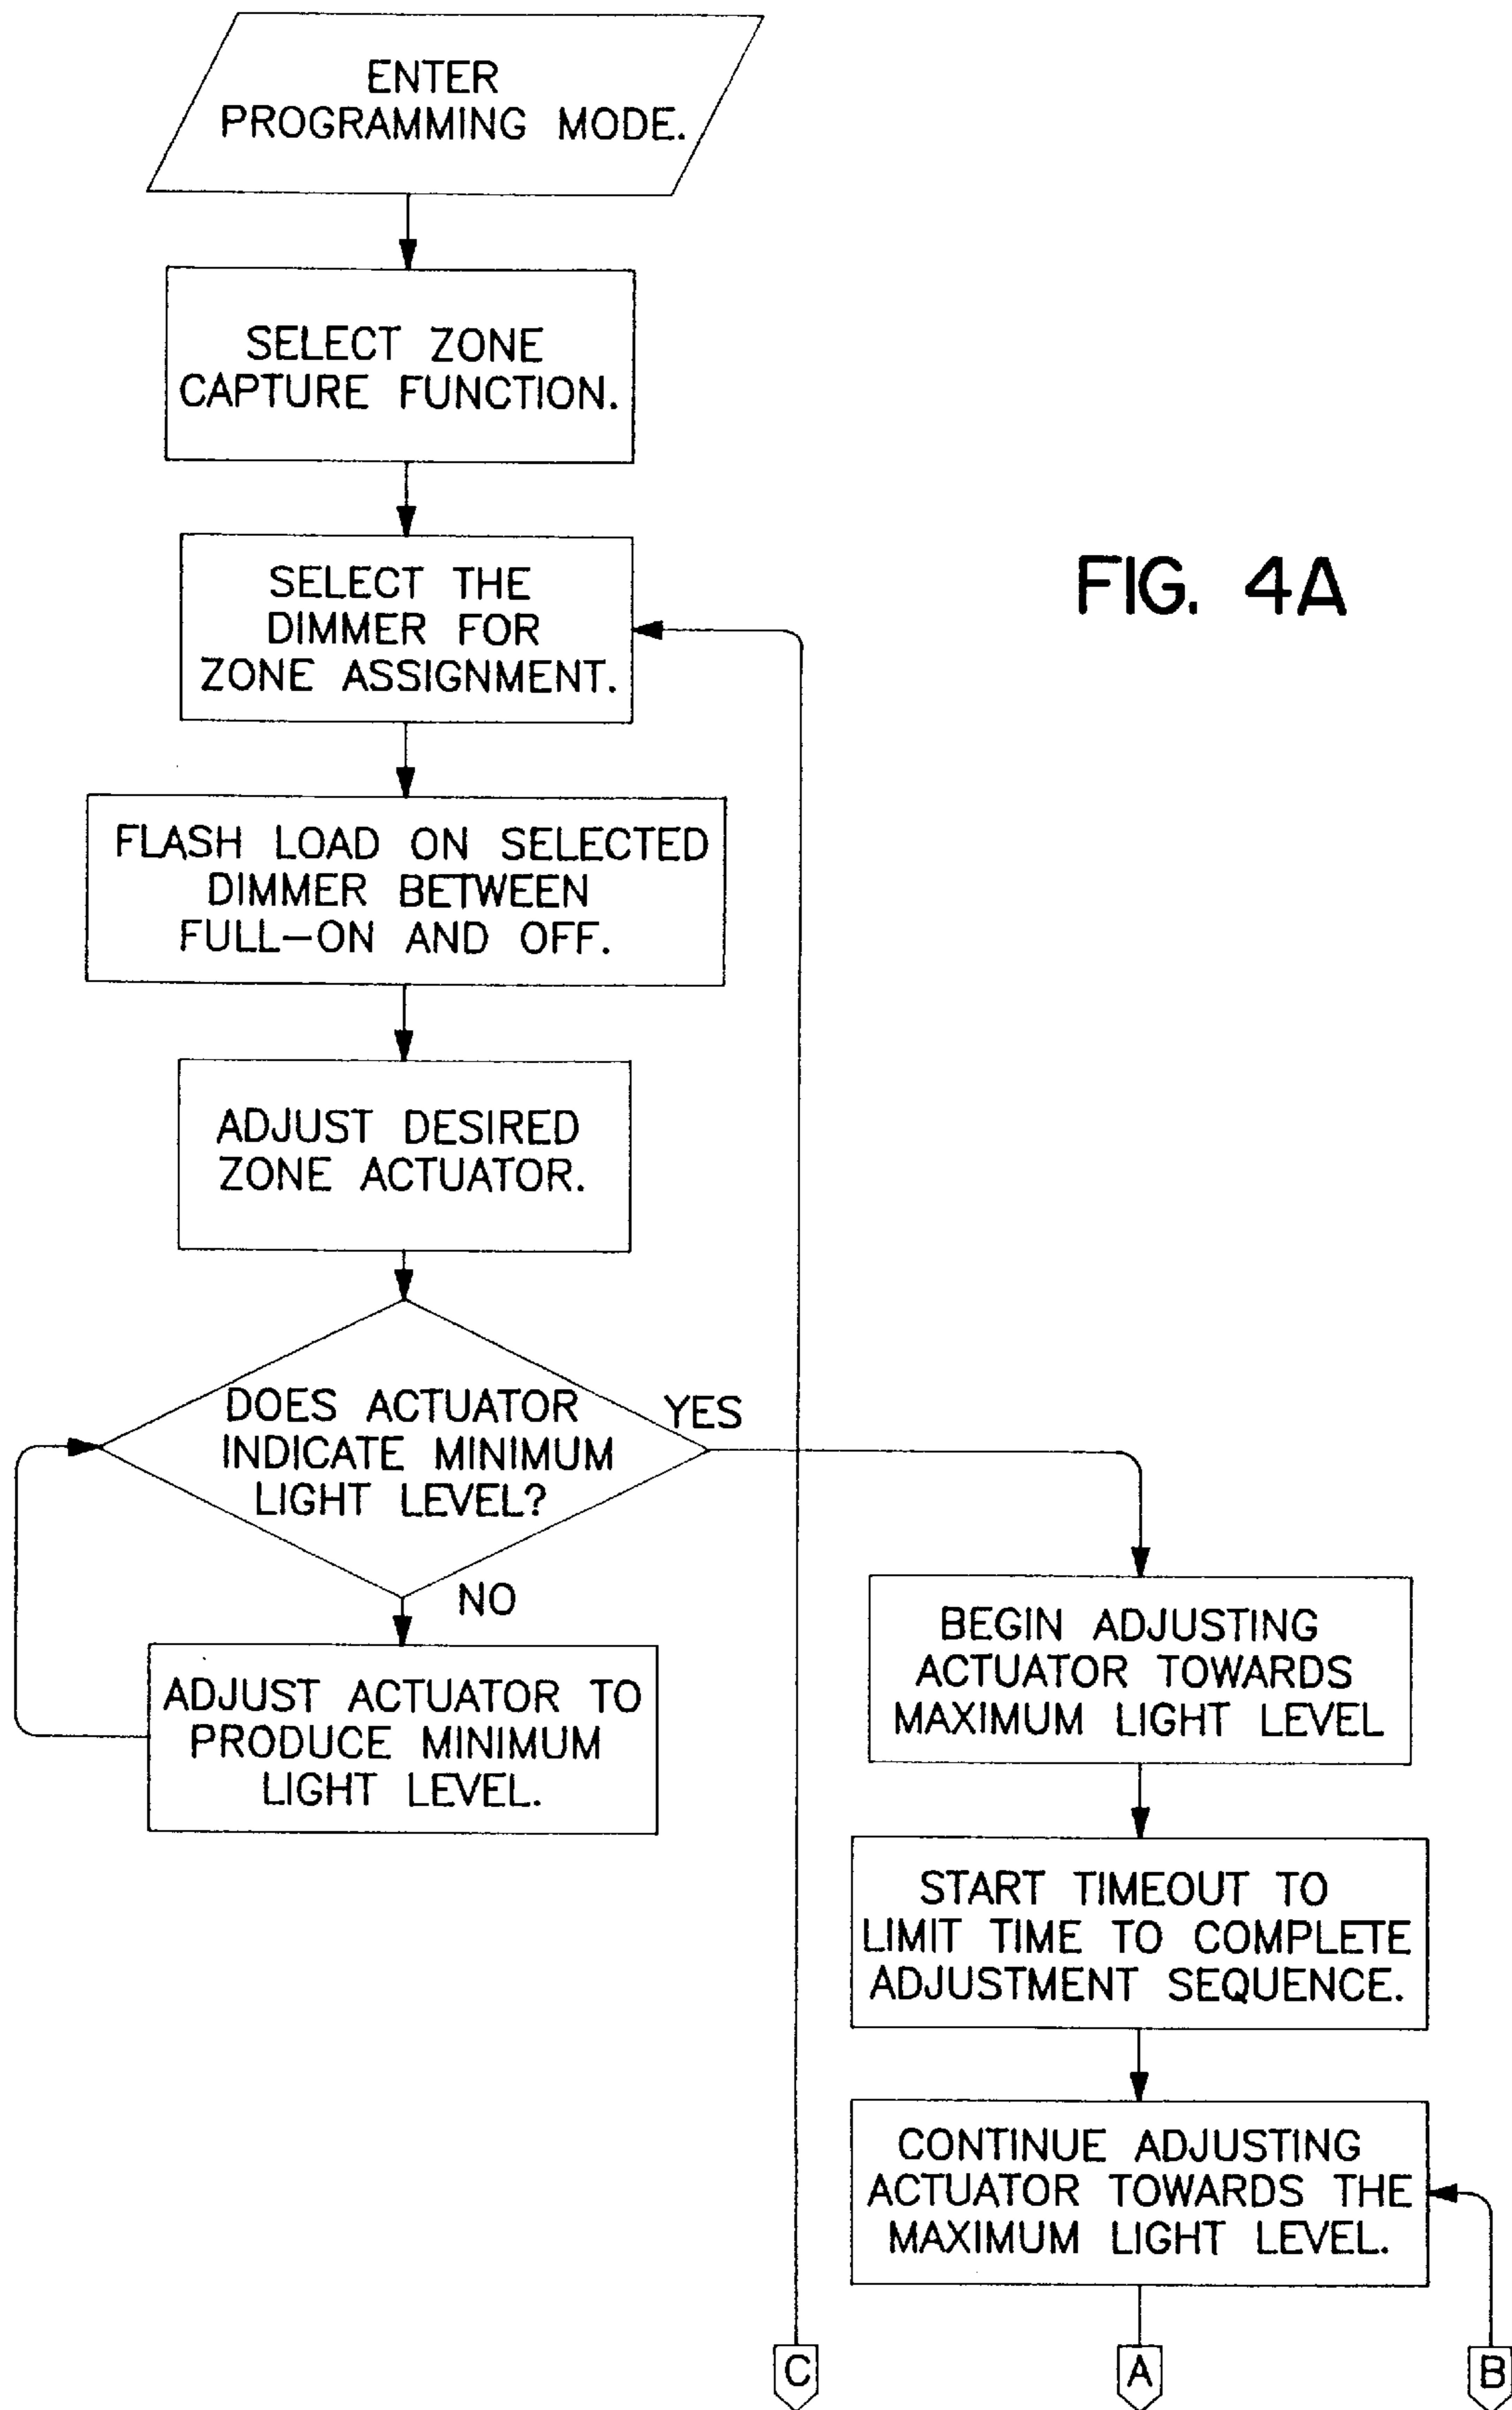 ENTER
PROGRAMMING MODE.
SELECT ZONE
CAPTURE FUNCTION.
SELECT THE
DIMMER FOR
ZONE ASSIGNMENT.
FIG. 4A
FLASH LOAD ON SELECTED
DIMMER BETWEEN
FULL-ON AND OFF.
ADJUST DESIRED
ZONE ACTUATOR.
DOES ACTUATOR
INDICATE MINIMUM
LIGHT LEVEL?
YES
NO
ADJUST ACTUATOR TO
PRODUCE MINIMUM
LIGHT LEVEL.
BEGIN ADJUSTING
ACTUATOR TOWARDS
MAXIMUM LIGHT LEVEL
START TIMEOUT TO
LIMIT TIME TO COMPLETE
ADJUSTMENT SEQUENCE.
CONTINUE ADJUSTING
ACTUATOR TOWARDS THE
MAXIMUM LIGHT LEVEL.
C
A
B